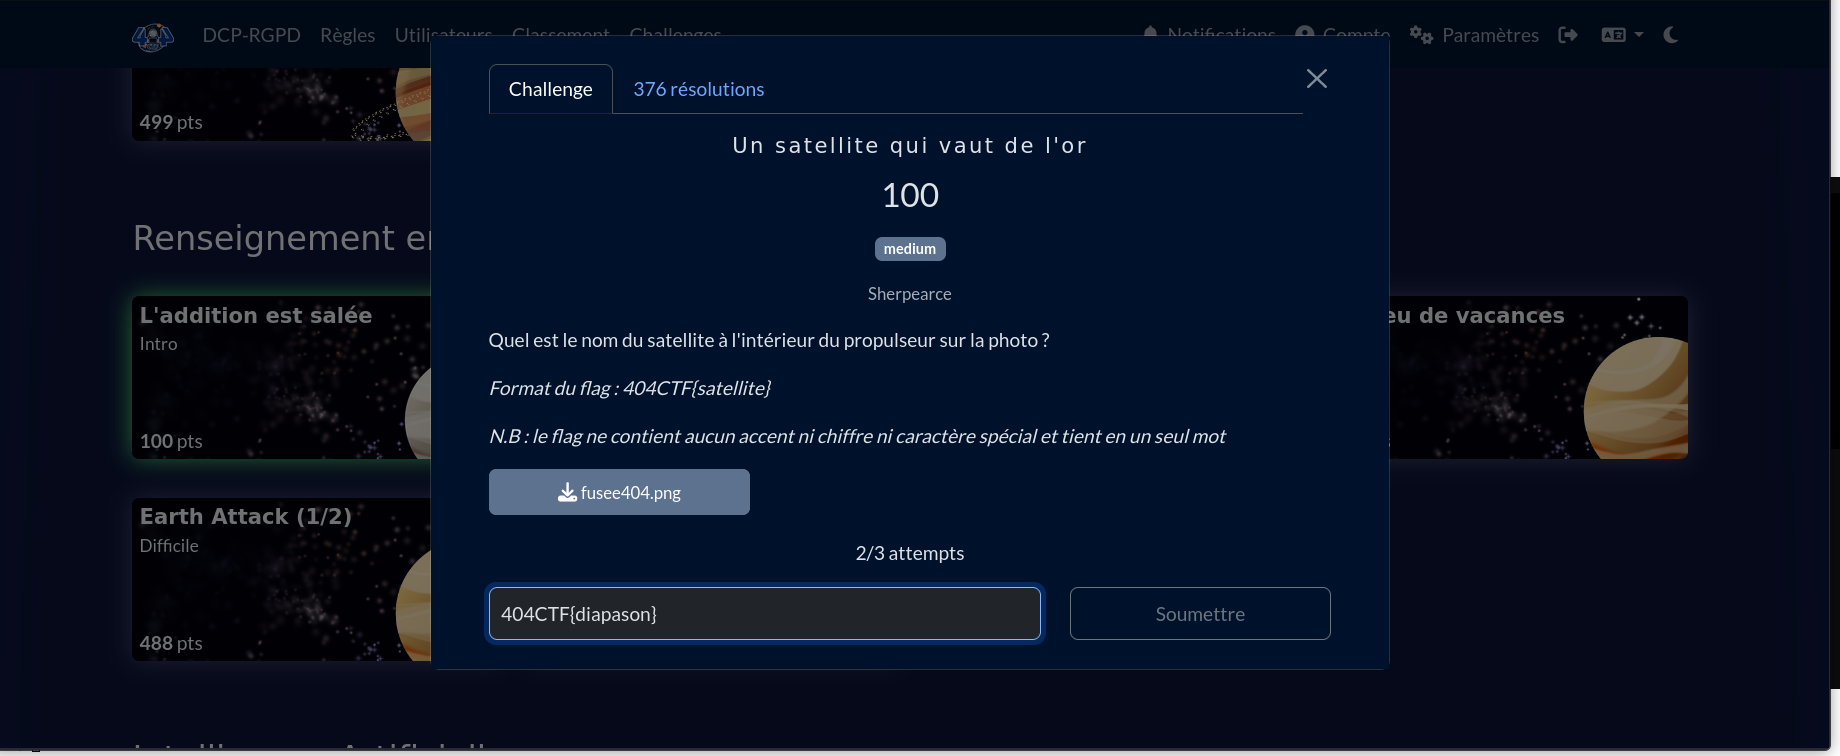 DCP-RGPD Règles Utilisateurs Classement Challenges Notifications Compte Paramètres
Challenge 376 résolutions
499 pts
Un satellite qui vaut de l'or
100
Renseignement e
medium
Sherpearce
L'addition est salée
Intro
100 pts
eu de vacances
Quel est le nom du satellite à l'intérieur du propulseur sur la photo ?
Format du flag : 404CTF{satellite}
N.B : le flag ne contient aucun accent ni chiffre ni caractère spécial et tient en un seul mot
fusee404.png
Earth Attack (1/2)
Difficile
488 pts
2/3 attempts
404CTF{diapason}
Soumettre